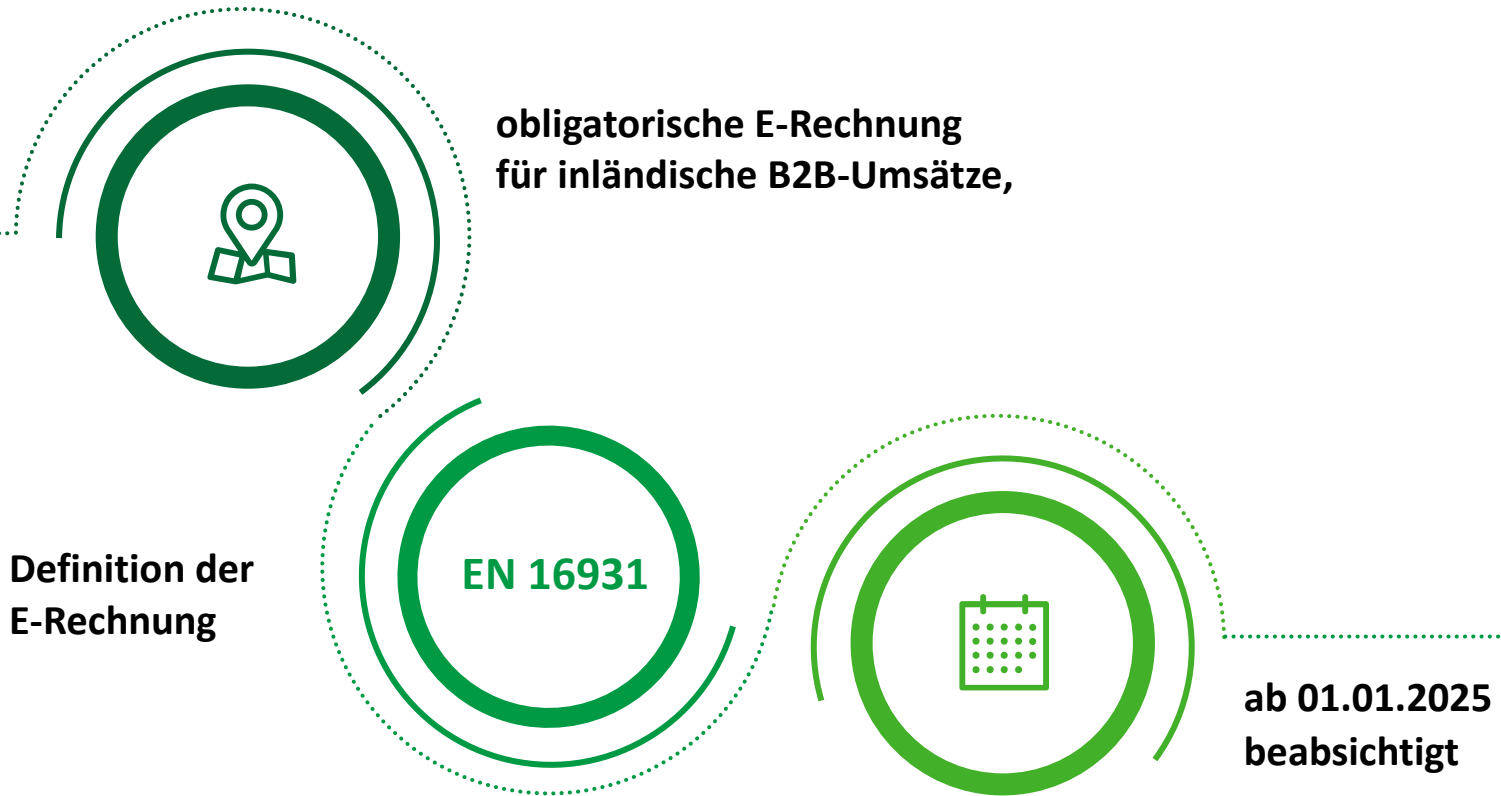 obligatorische E-Rechnung
für inländische B2B-Umsätze,
Definition der
E-Rechnung
EN 16931
ab 01.01.2025
beabsichtigt